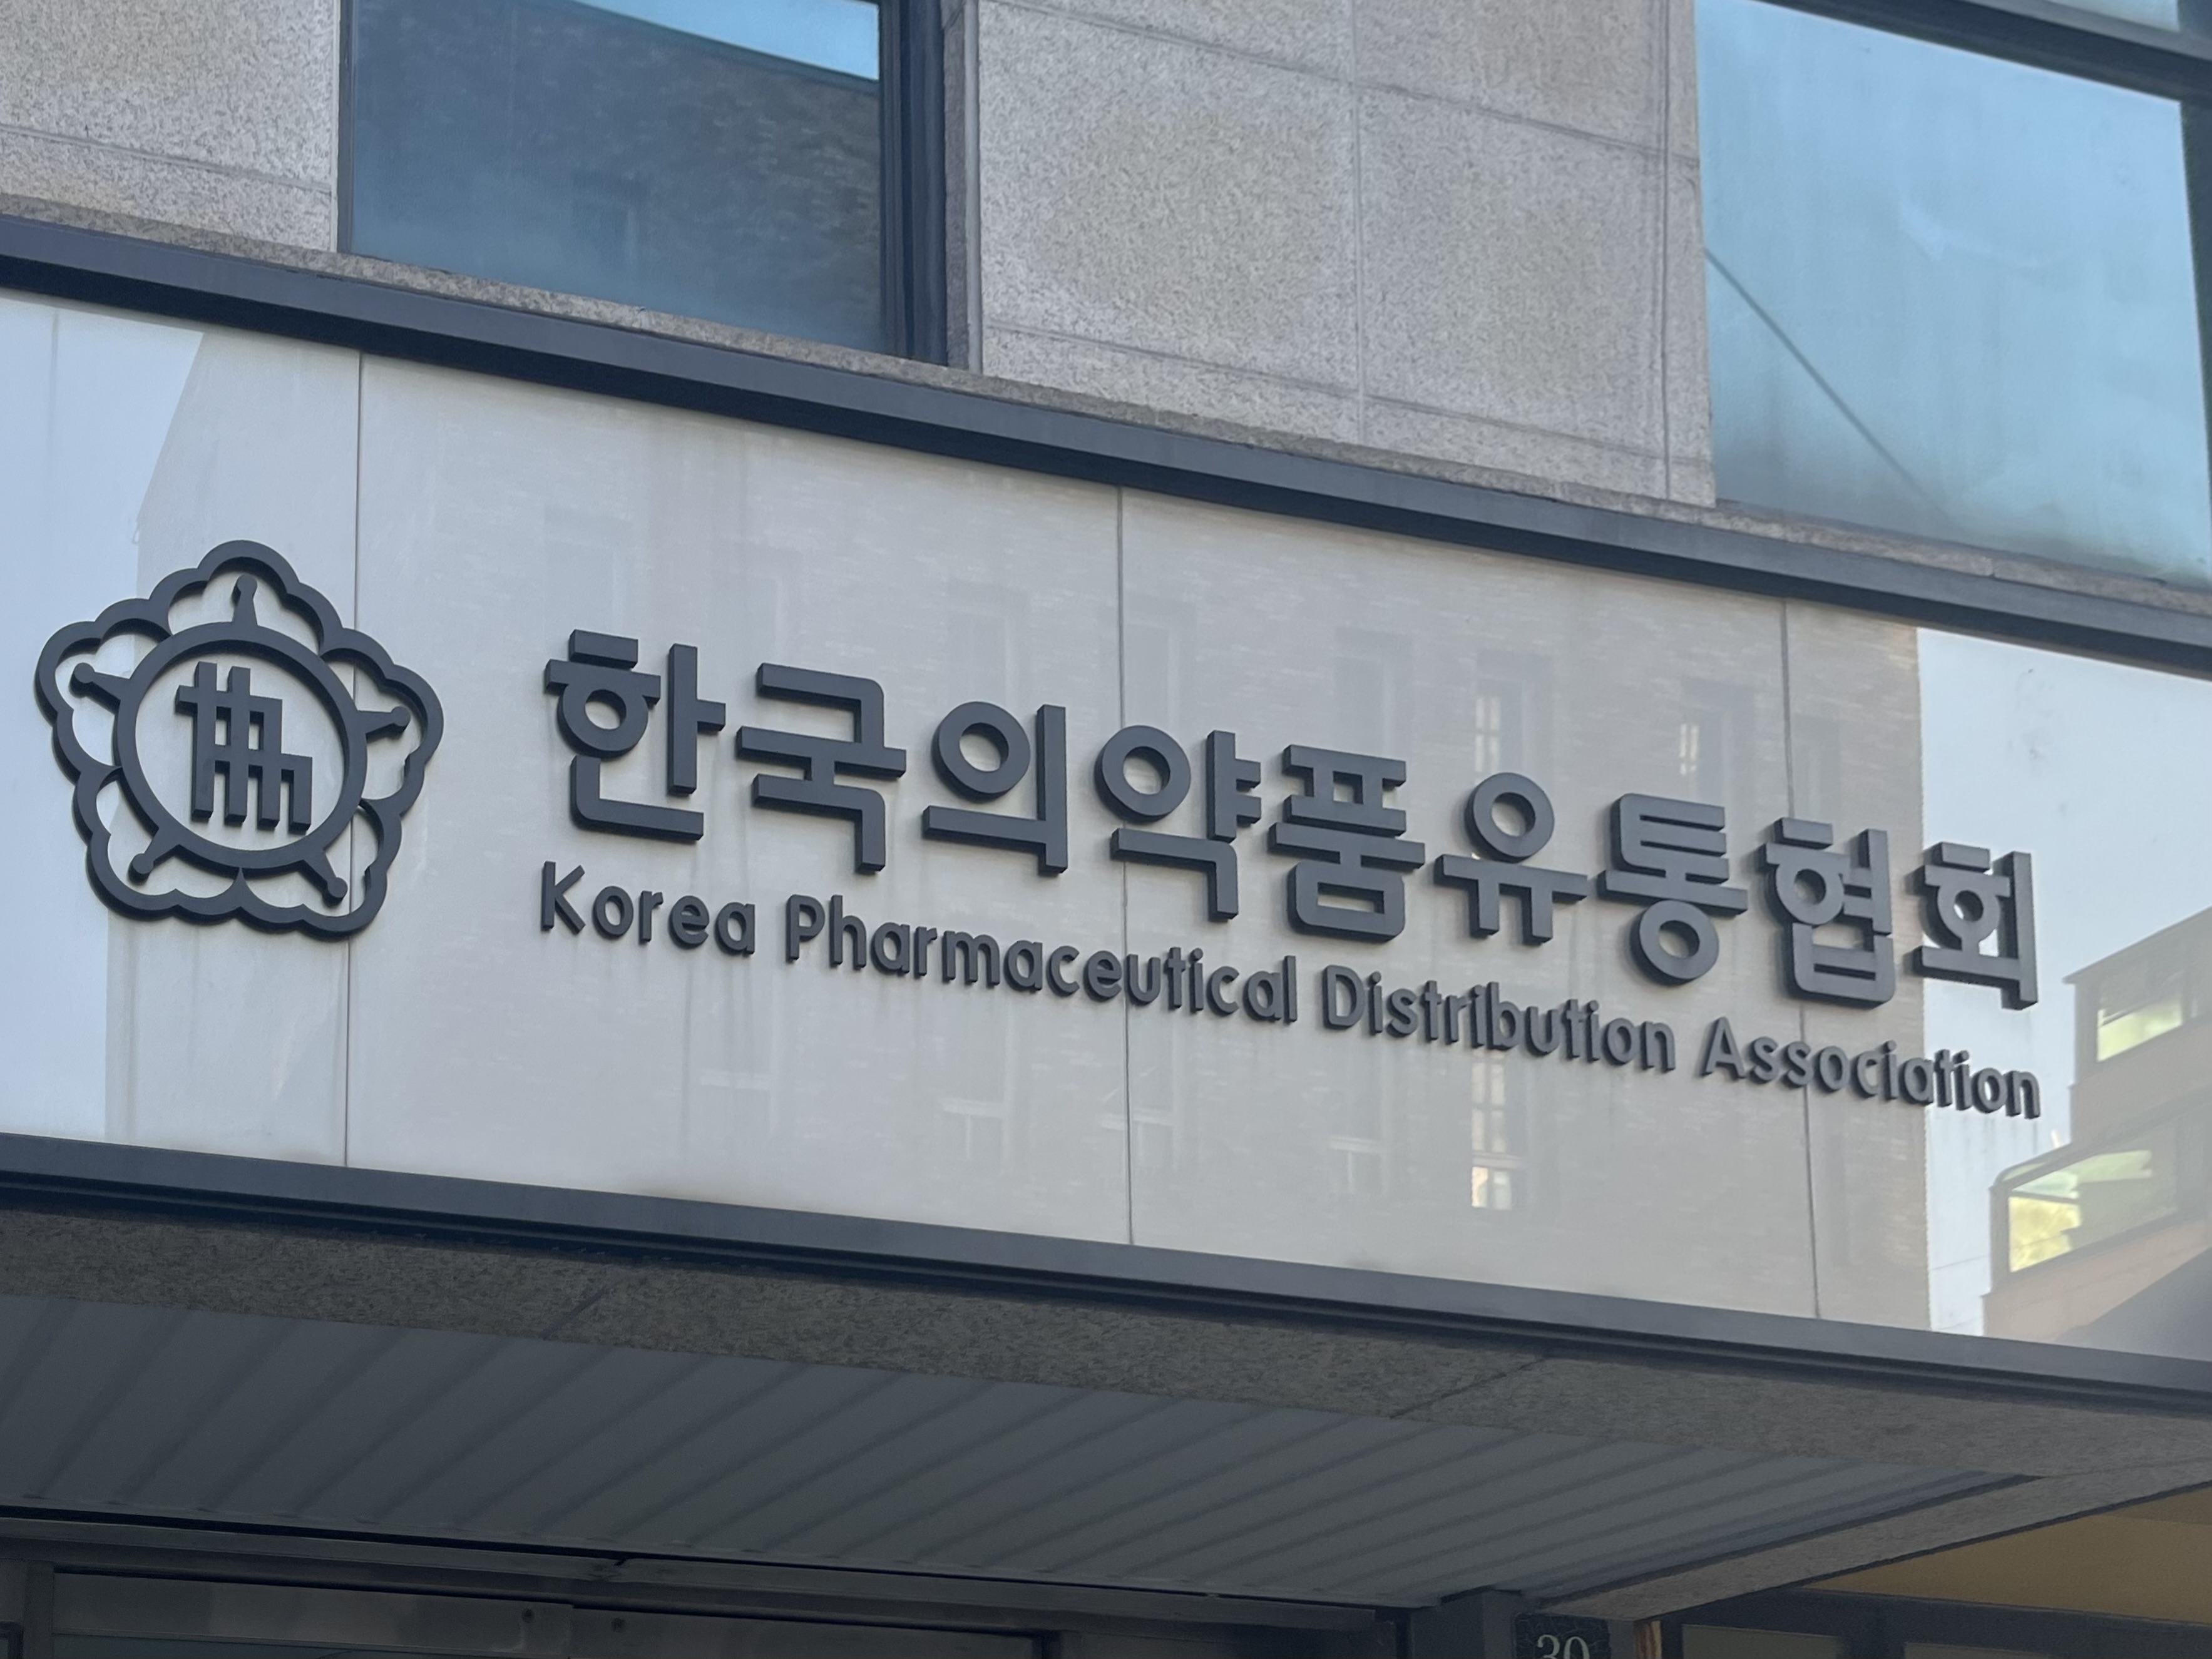 한국의약품유통협회
Korea Pharmaceutical Distribution Association
30